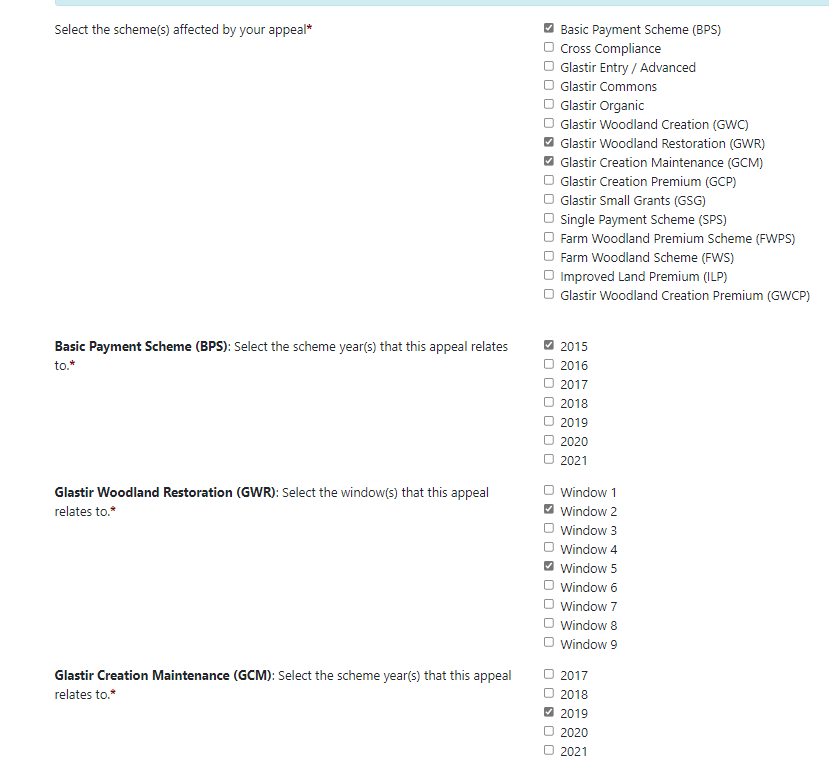 Select the scheme(s) affected by your appeal*
Basic Payment Scheme (BPS)
Cross Compliance
Glastir Entry / Advanced
Glastir Commons
Glastir Organic
Glastir Woodland Creation (GWC)
Glastir Woodland Restoration (GWR)
Glastir Creation Maintenance (GCM)
Glastir Creation Premium (GCP)
Glastir Small Grants (GSG)
Single Payment Scheme (SPS)
Farm Woodland Premium Scheme (FWPS)
Farm Woodland Scheme (FWS)
Improved Land Premium (ILP)
Glastir Woodland Creation Premium (GWCP)
Basic Payment Scheme (BPS): Select the scheme year(s) that this appeal relates
to.*
2015
2016
2017
2018
2019
2020
2021
Glastir Woodland Restoration (GWR): Select the window(s) that this appeal
relates to.*
Window 1
Window 2
Window 3
Window 4
Window 5
Window 6
Window 7
Window 8
Window 9
Glastir Creation Maintenance (GCM): Select the scheme year(s) that this appeal
relates to.*
2017
2018
2019
2020
2021